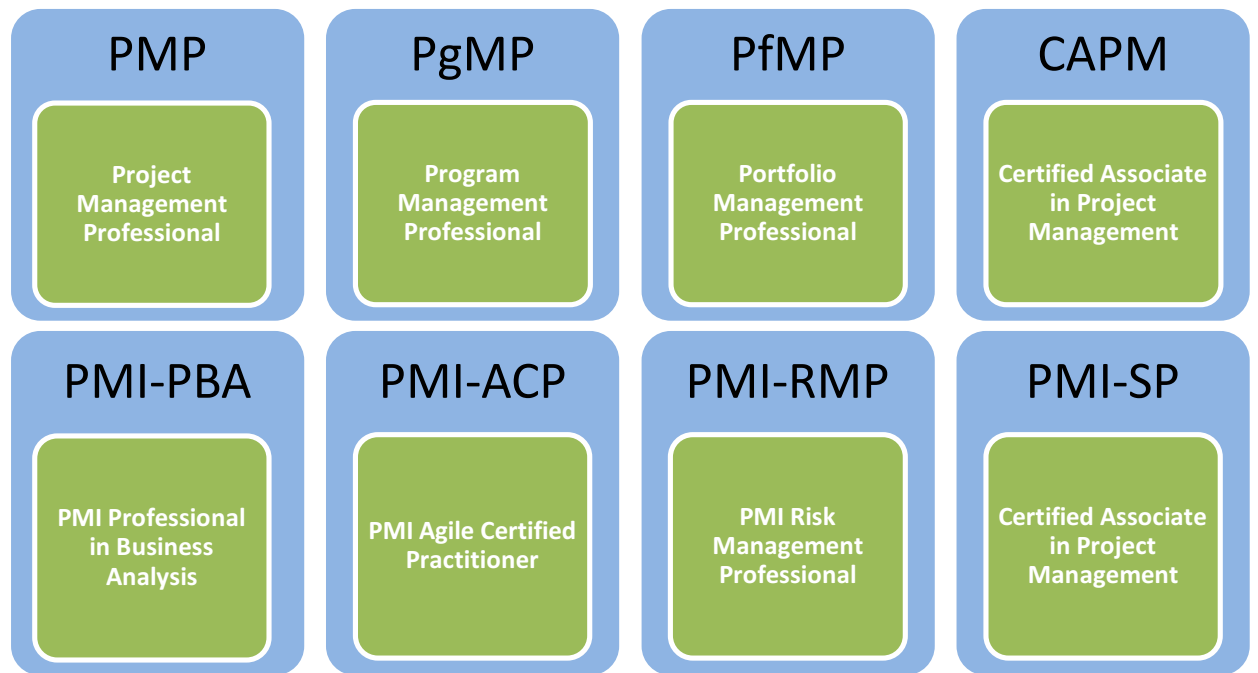 PMP
Project
Management
Professional
PgMP
Program
Management
Professional
PfMP
Portfolio
Management
Professional
CAPM
Certified Associate
in Project
Management
PMI-PBA
PMI Professional
in Business
Analysis
PMI-ACP
PMI Agile Certified
Practitioner
PMI-RMP
PMI Risk
Management
Professional
PMI-SP
Certified Associate
in Project
Management